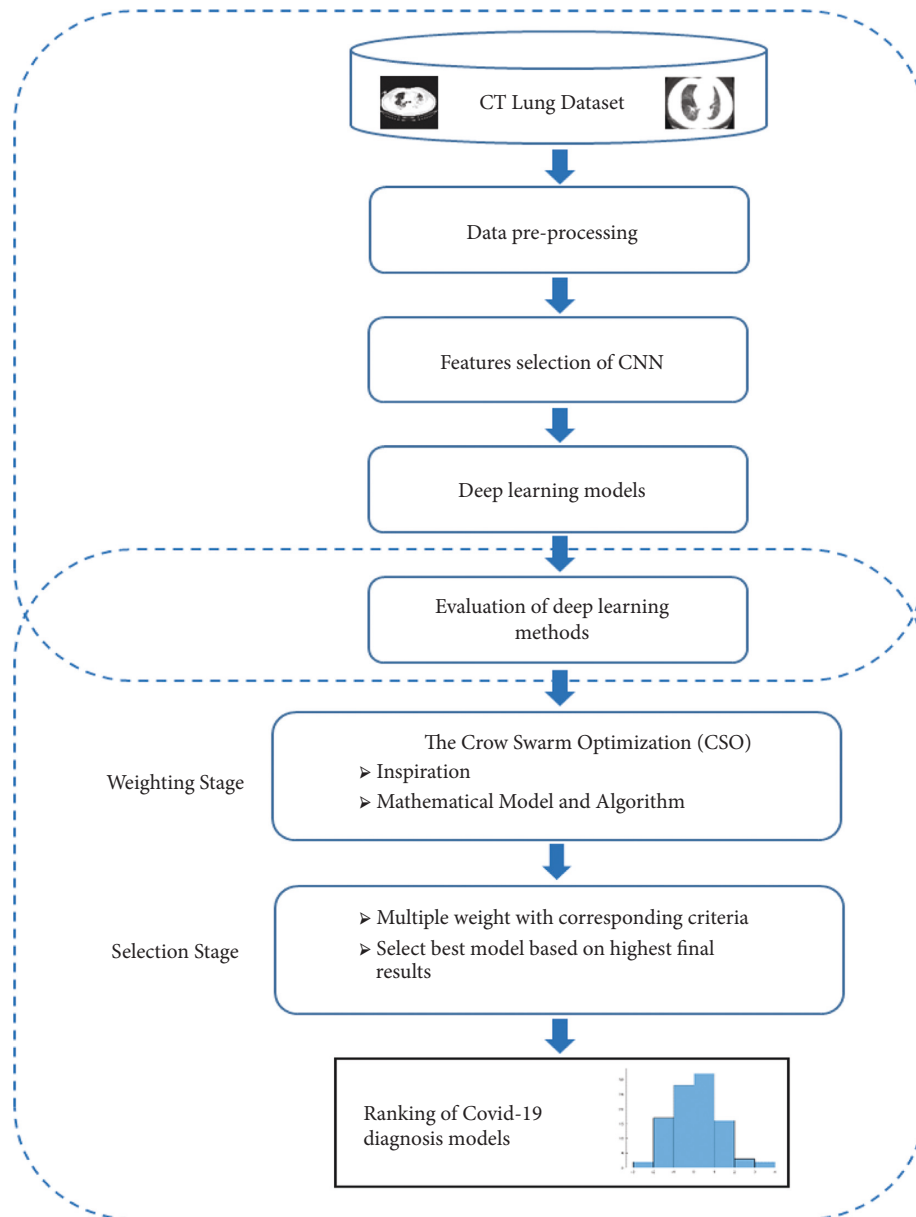 CT Lung Dataset
Data pre-processing
Features selection of CNN
Deep learning models
Evaluation of deep learning
methods
Weighting Stage
The Crow Swarm Optimization (CSO)
➢ Inspiration
➢ Mathematical Model and Algorithm
Selection Stage
➢ Multiple weight with corresponding criteria
➢ Select best model based on highest final
results
Ranking of Covid-19
diagnosis models